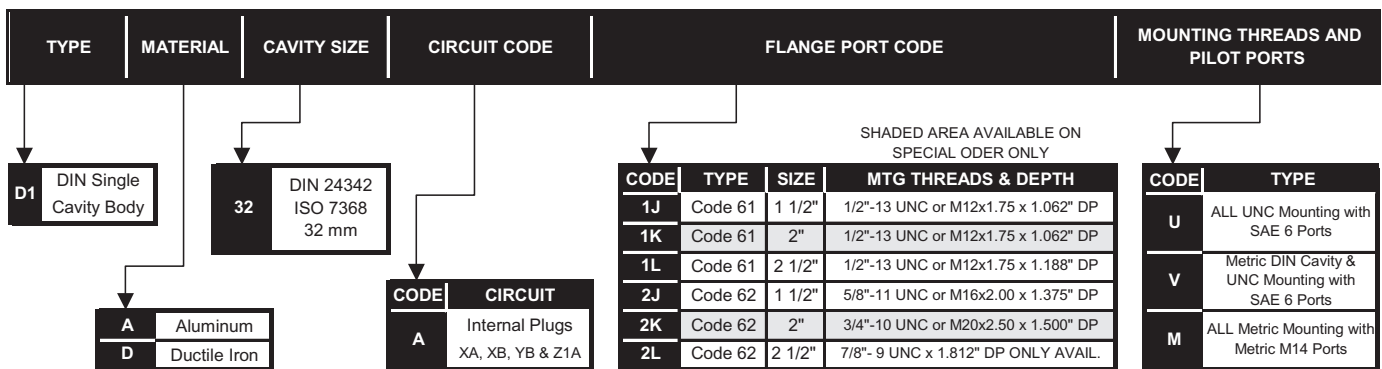 TYPE MATERIAL CAVITY SIZE CIRCUIT CODE FLANGE PORT CODE MOUNTING THREADS AND
PILOT PORTS
D1 DIN Single
Cavity Body
A Aluminum
D Ductile Iron
32 DIN 24342
ISO 7368
32 mm
CODE CIRCUIT
A Internal Plugs
XA, XB, YB & Z1A
SHADED AREA AVAILABLE ON
SPECIAL ODER ONLY
CODE TYPE SIZE MTG THREADS & DEPTH
1J Code 61 1 1/2" 1/2"-13 UNC or M12x1.75 x 1.062" DP
1K Code 61 2" 1/2"-13 UNC or M12x1.75 x 1.062" DP
1L Code 61 2 1/2" 1/2"-13 UNC or M12x1.75 x 1.188" DP
2J Code 62 1 1/2" 5/8"-11 UNC or M16x2.00 x 1.375" DP
2K Code 62 2" 3/4"-10 UNC or M20x2.50 x 1.500" DP
2L Code 62 2 1/2" 7/8"- 9 UNC x 1.812" DP ONLY AVAIL.
CODE TYPE
U ALL UNC Mounting with
SAE 6 Ports
V Metric DIN Cavity &
UNC Mounting with
SAE 6 Ports
M ALL Metric Mounting with
Metric M14 Ports